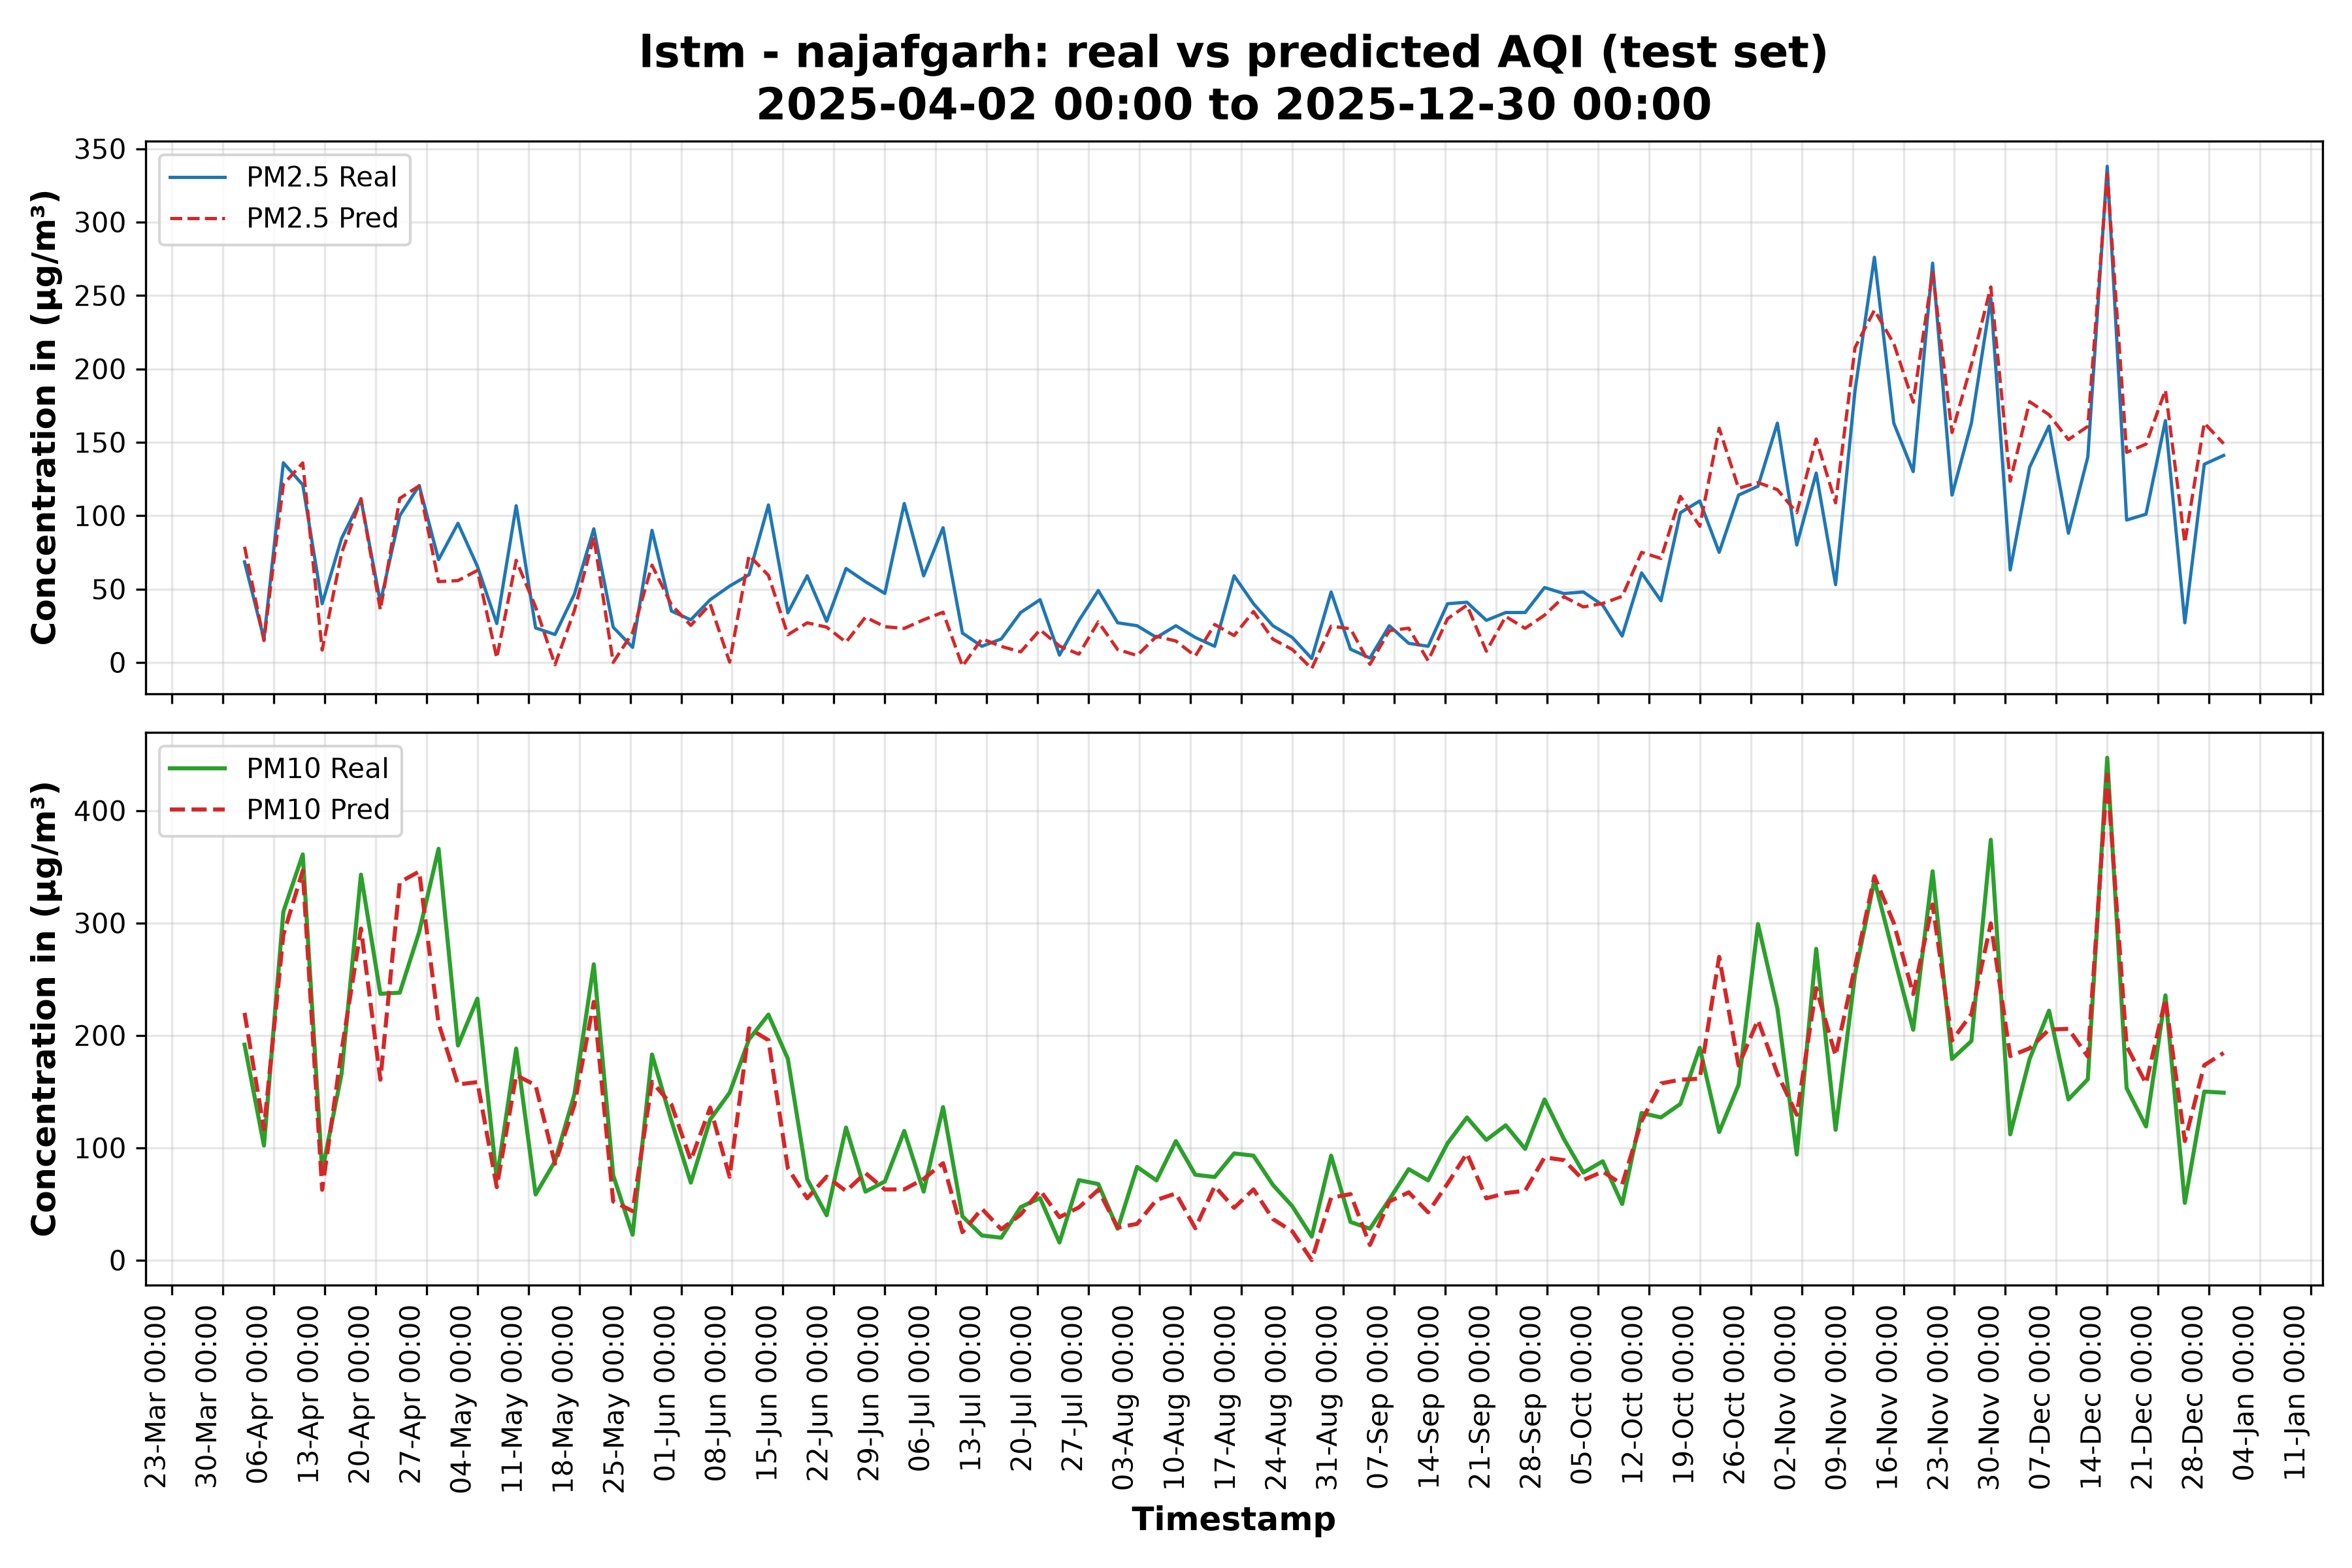 lstm - najafgarh: real vs predicted AQI (test set)
2025-04-02 00:00 to 2025-12-30 00:00
Concentration in (µg/m³)
350
300
250
200
150
100
50
0
PM2.5 Real
PM2.5 Pred
Concentration in (µg/m³)
400
300
200
100
0
PM10 Real
PM10 Pred
23-Mar 00:00
30-Mar 00:00
06-Apr 00:00
13-Apr 00:00
20-Apr 00:00
27-Apr 00:00
04-May 00:00
11-May 00:00
18-May 00:00
25-May 00:00
01-Jun 00:00
08-Jun 00:00
15-Jun 00:00
22-Jun 00:00
29-Jun 00:00
06-Jul 00:00
13-Jul 00:00
20-Jul 00:00
27-Jul 00:00
03-Aug 00:00
10-Aug 00:00
17-Aug 00:00
24-Aug 00:00
31-Aug 00:00
07-Sep 00:00
14-Sep 00:00
21-Sep 00:00
28-Sep 00:00
05-Oct 00:00
12-Oct 00:00
19-Oct 00:00
26-Oct 00:00
02-Nov 00:00
09-Nov 00:00
16-Nov 00:00
23-Nov 00:00
30-Nov 00:00
07-Dec 00:00
14-Dec 00:00
21-Dec 00:00
28-Dec 00:00
04-Jan 00:00
11-Jan 00:00
Timestamp